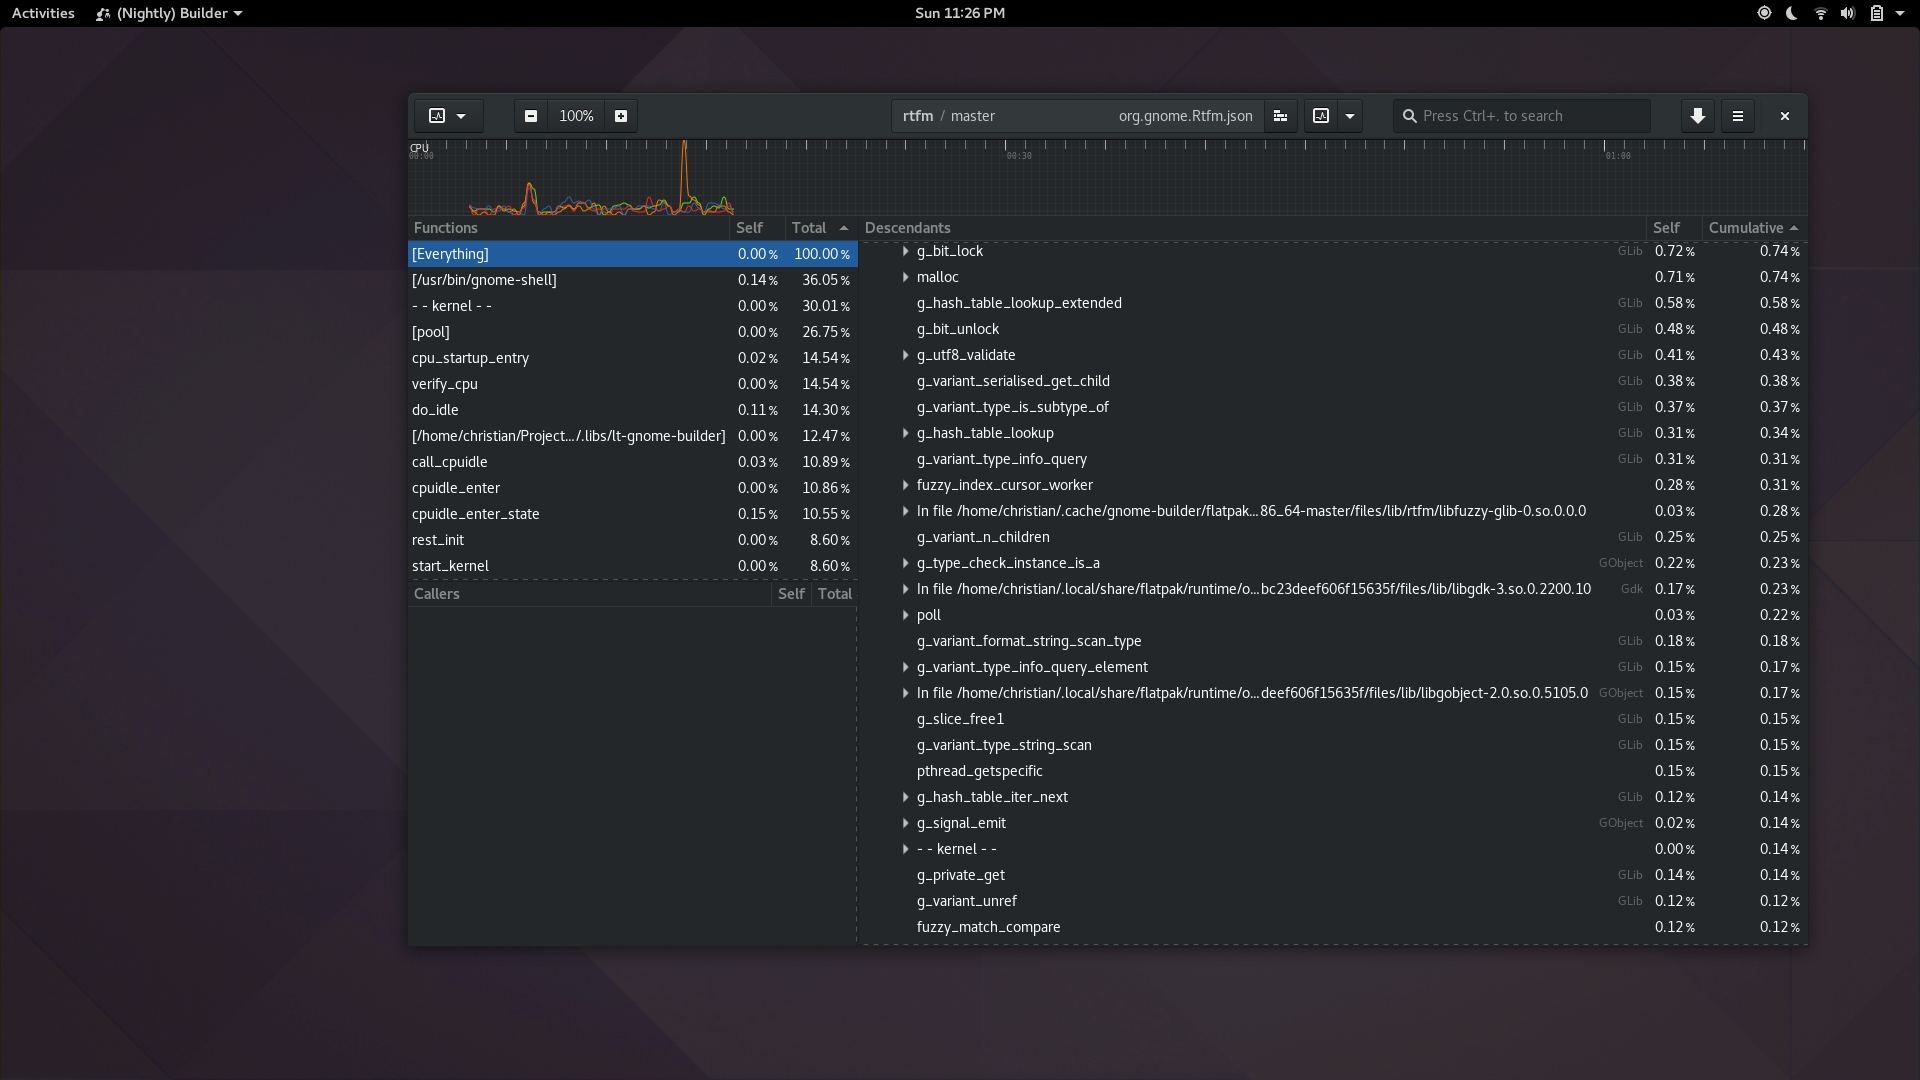 Activities (Nightly) Builder Sun 11:26 PM
100% rtfm / master org.gnome.Rtfm.json Press Ctrl+. to search
CPU
00:00 00:30 01:00
Functions Self Total
[Everything] 0.00% 100.00%
[/usr/bin/gnome-shell] 0.14% 36.05%
- - kernel - - 0.00% 30.01%
[pool] 0.00% 26.75%
cpu_startup_entry 0.02% 14.54%
verify_cpu 0.00% 14.54%
do_idle 0.11% 14.30%
[/home/christian/Project.../.libs/lt-gnome-builder] 0.00% 12.47%
call_cpuidle 0.03% 10.89%
cpuidle_enter 0.00% 10.86%
cpuidle_enter_state 0.15% 10.55%
rest_init 0.00% 8.60%
start_kernel 0.00% 8.60%
Callers Self Total
Descendants Self Cumulative
g_bit_lock GLib 0.72% 0.74%
malloc 0.71% 0.74%
g_hash_table_lookup_extended GLib 0.58% 0.58%
g_bit_unlock GLib 0.48% 0.48%
g_utf8_validate GLib 0.41% 0.43%
g_variant_serialised_get_child GLib 0.38% 0.38%
g_variant_type_is_subtype_of GLib 0.37% 0.37%
g_hash_table_lookup GLib 0.31% 0.34%
g_variant_type_info_query GLib 0.31% 0.31%
fuzzy_index_cursor_worker 0.28% 0.31%
In file /home/christian/.cache/gnome-builder/flatpak...86_64-master/files/lib/rtfm/libfuzzy-glib-0.so.0.0.0 0.03% 0.28%
g_variant_n_children GLib 0.25% 0.25%
g_type_check_instance_is_a GObject 0.22% 0.23%
In file /home/christian/.local/share/flatpak/runtime/o...bc23deef606f15635f/files/lib/libgdk-3.so.0.2200.10 Gdk 0.17% 0.23%
poll 0.03% 0.22%
g_variant_format_string_scan_type GLib 0.18% 0.18%
g_variant_type_info_query_element GLib 0.15% 0.17%
In file /home/christian/.local/share/flatpak/runtime/o...deef606f15635f/files/lib/libgobject-2.0.so.0.5105.0 GObject 0.15% 0.17%
g_slice_free1 GLib 0.15% 0.15%
g_variant_type_string_scan GLib 0.15% 0.15%
pthread_getspecific 0.15% 0.15%
g_hash_table_iter_next GLib 0.12% 0.14%
g_signal_emit GObject 0.02% 0.14%
- - kernel - - 0.00% 0.14%
g_private_get GLib 0.14% 0.14%
g_variant_unref GLib 0.12% 0.12%
fuzzy_match_compare 0.12% 0.12%